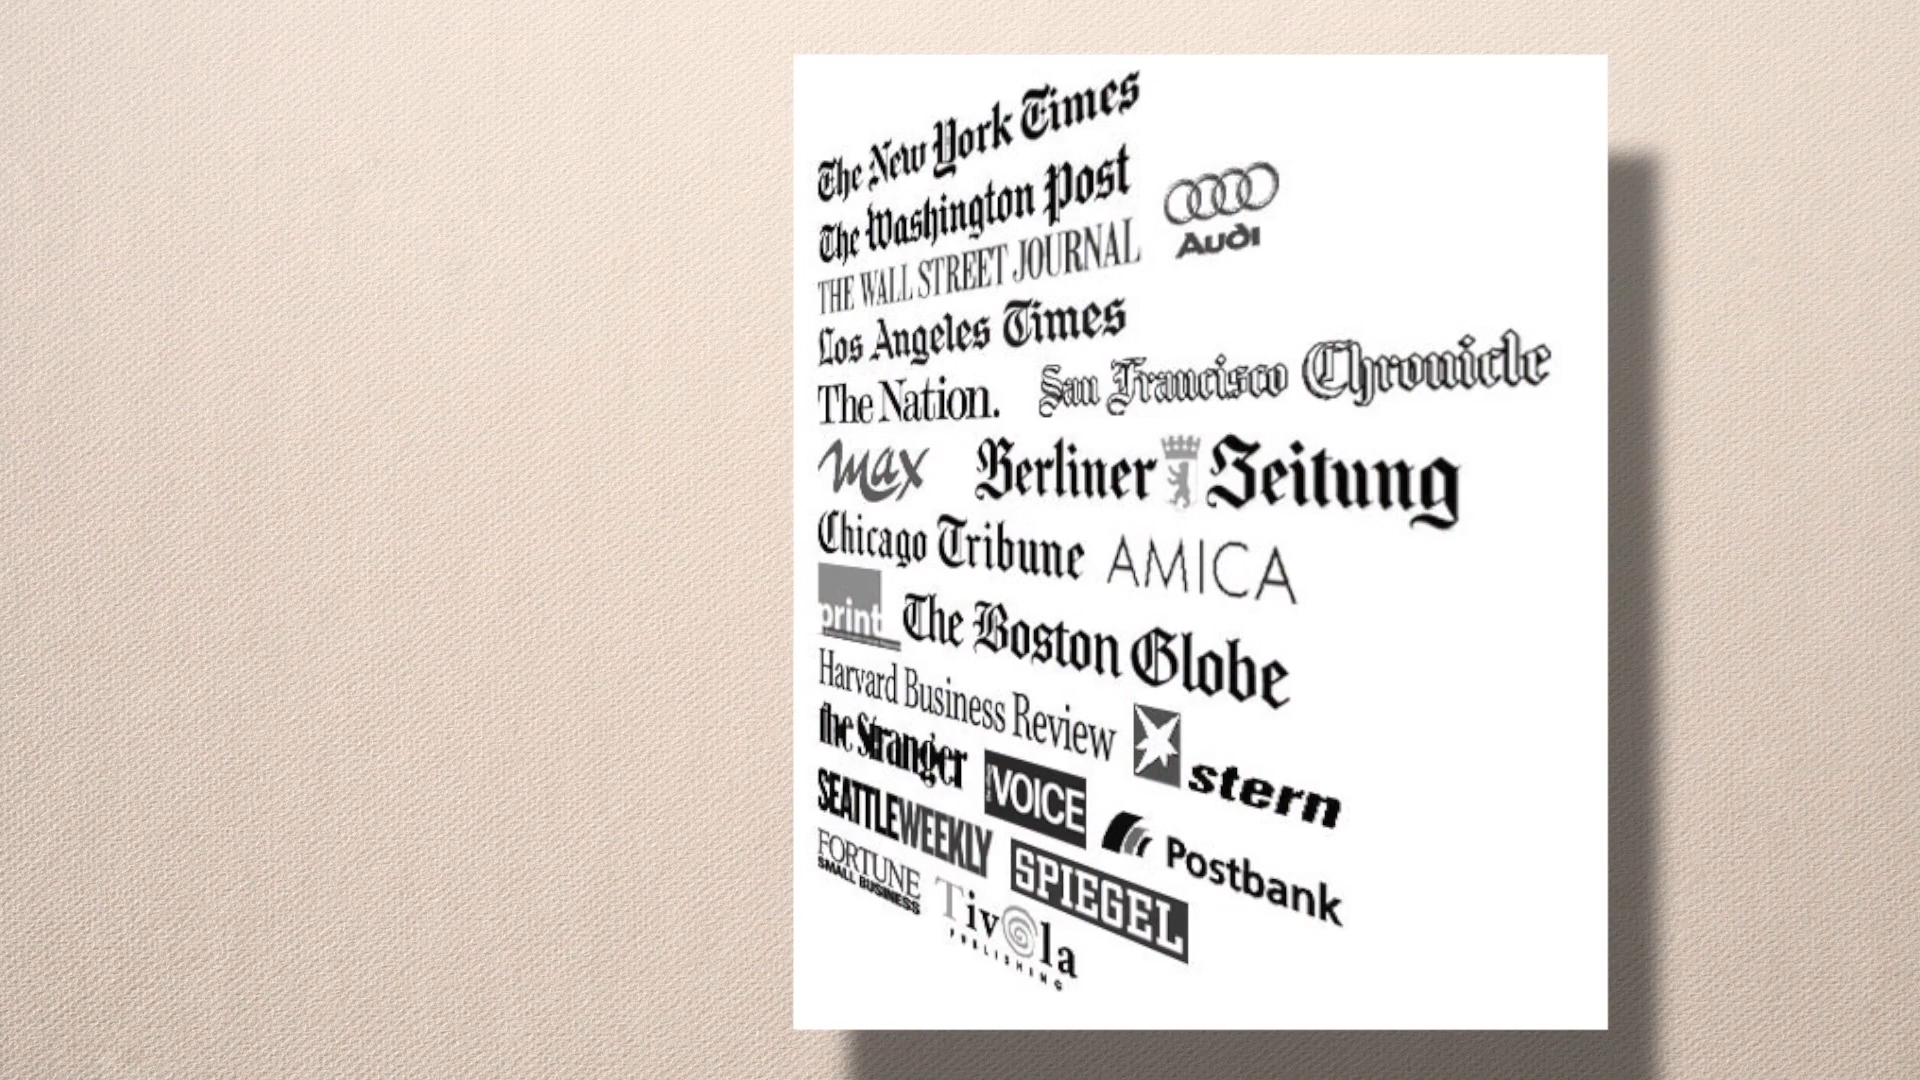 The New York Times
The Washington Post
Audi
THE WALL STREET JOURNAL
Los Angeles Times
The Nation.
San Francisco Chronicle
max
Berliner Zeitung
Chicago Tribune
AMICA
print
The Boston Globe
Harvard Business Review
the Stranger
stern
VOICE
SEATTLEWEEKLY
Postbank
FORTUNE
SMALL BUSINESS
SPIEGEL
Tivola
PUBLISHING